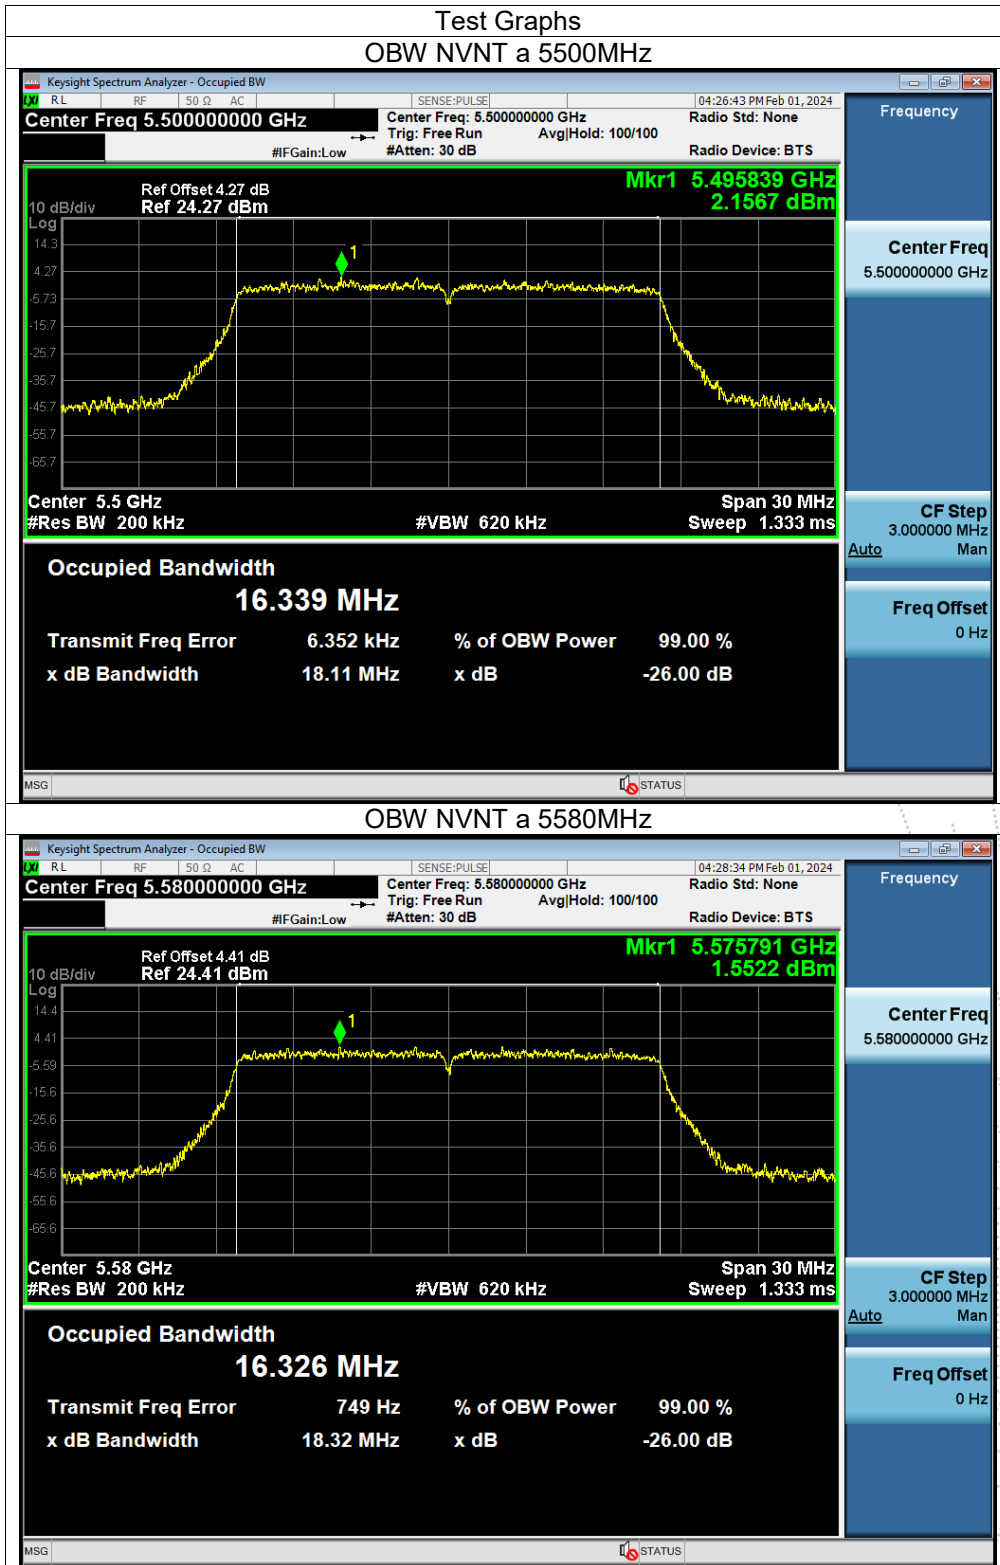 Test Graphs
OBW NVNT a 5500MHz
Keysight Spectrum Analyzer - Occupied BW
LXI RL RF 50 Ω AC SENSE:PULSE 04:26:43 PM Feb 01, 2024
Center Freq 5.500000000 GHz Center Freq: 5.500000000 GHz Radio Std: None
Trig: Free Run Avg|Hold: 100/100
#IFGain:Low #Atten: 30 dB Radio Device: BTS
Frequency
Mkr1 5.495839 GHz
2.1567 dBm
Ref Offset 4.27 dB
10 dB/div Ref 24.27 dBm
Log
14.3
1
4.27
-5.73
-15.7
-25.7
-35.7
-45.7
-55.7
-65.7
Center 5.5 GHz Span 30 MHz
#Res BW 200 kHz #VBW 620 kHz Sweep 1.333 ms
Center Freq
5.500000000 GHz
CF Step
3.000000 MHz
Auto Man
Freq Offset
0 Hz
Occupied Bandwidth
16.339 MHz
Transmit Freq Error 6.352 kHz % of OBW Power 99.00 %
x dB Bandwidth 18.11 MHz x dB -26.00 dB
MSG STATUS
OBW NVNT a 5580MHz
Keysight Spectrum Analyzer - Occupied BW
LXI RL RF 50 Ω AC SENSE:PULSE 04:28:34 PM Feb 01, 2024
Center Freq 5.580000000 GHz Center Freq: 5.580000000 GHz Radio Std: None
Trig: Free Run Avg|Hold: 100/100
#IFGain:Low #Atten: 30 dB Radio Device: BTS
Frequency
Mkr1 5.575791 GHz
1.5522 dBm
Ref Offset 4.41 dB
10 dB/div Ref 24.41 dBm
Log
14.4
1
4.41
-5.59
-15.6
-25.6
-35.6
-45.6
-55.6
-65.6
Center 5.58 GHz Span 30 MHz
#Res BW 200 kHz #VBW 620 kHz Sweep 1.333 ms
Center Freq
5.580000000 GHz
CF Step
3.000000 MHz
Auto Man
Freq Offset
0 Hz
Occupied Bandwidth
16.326 MHz
Transmit Freq Error 749 Hz % of OBW Power 99.00 %
x dB Bandwidth 18.32 MHz x dB -26.00 dB
MSG STATUS